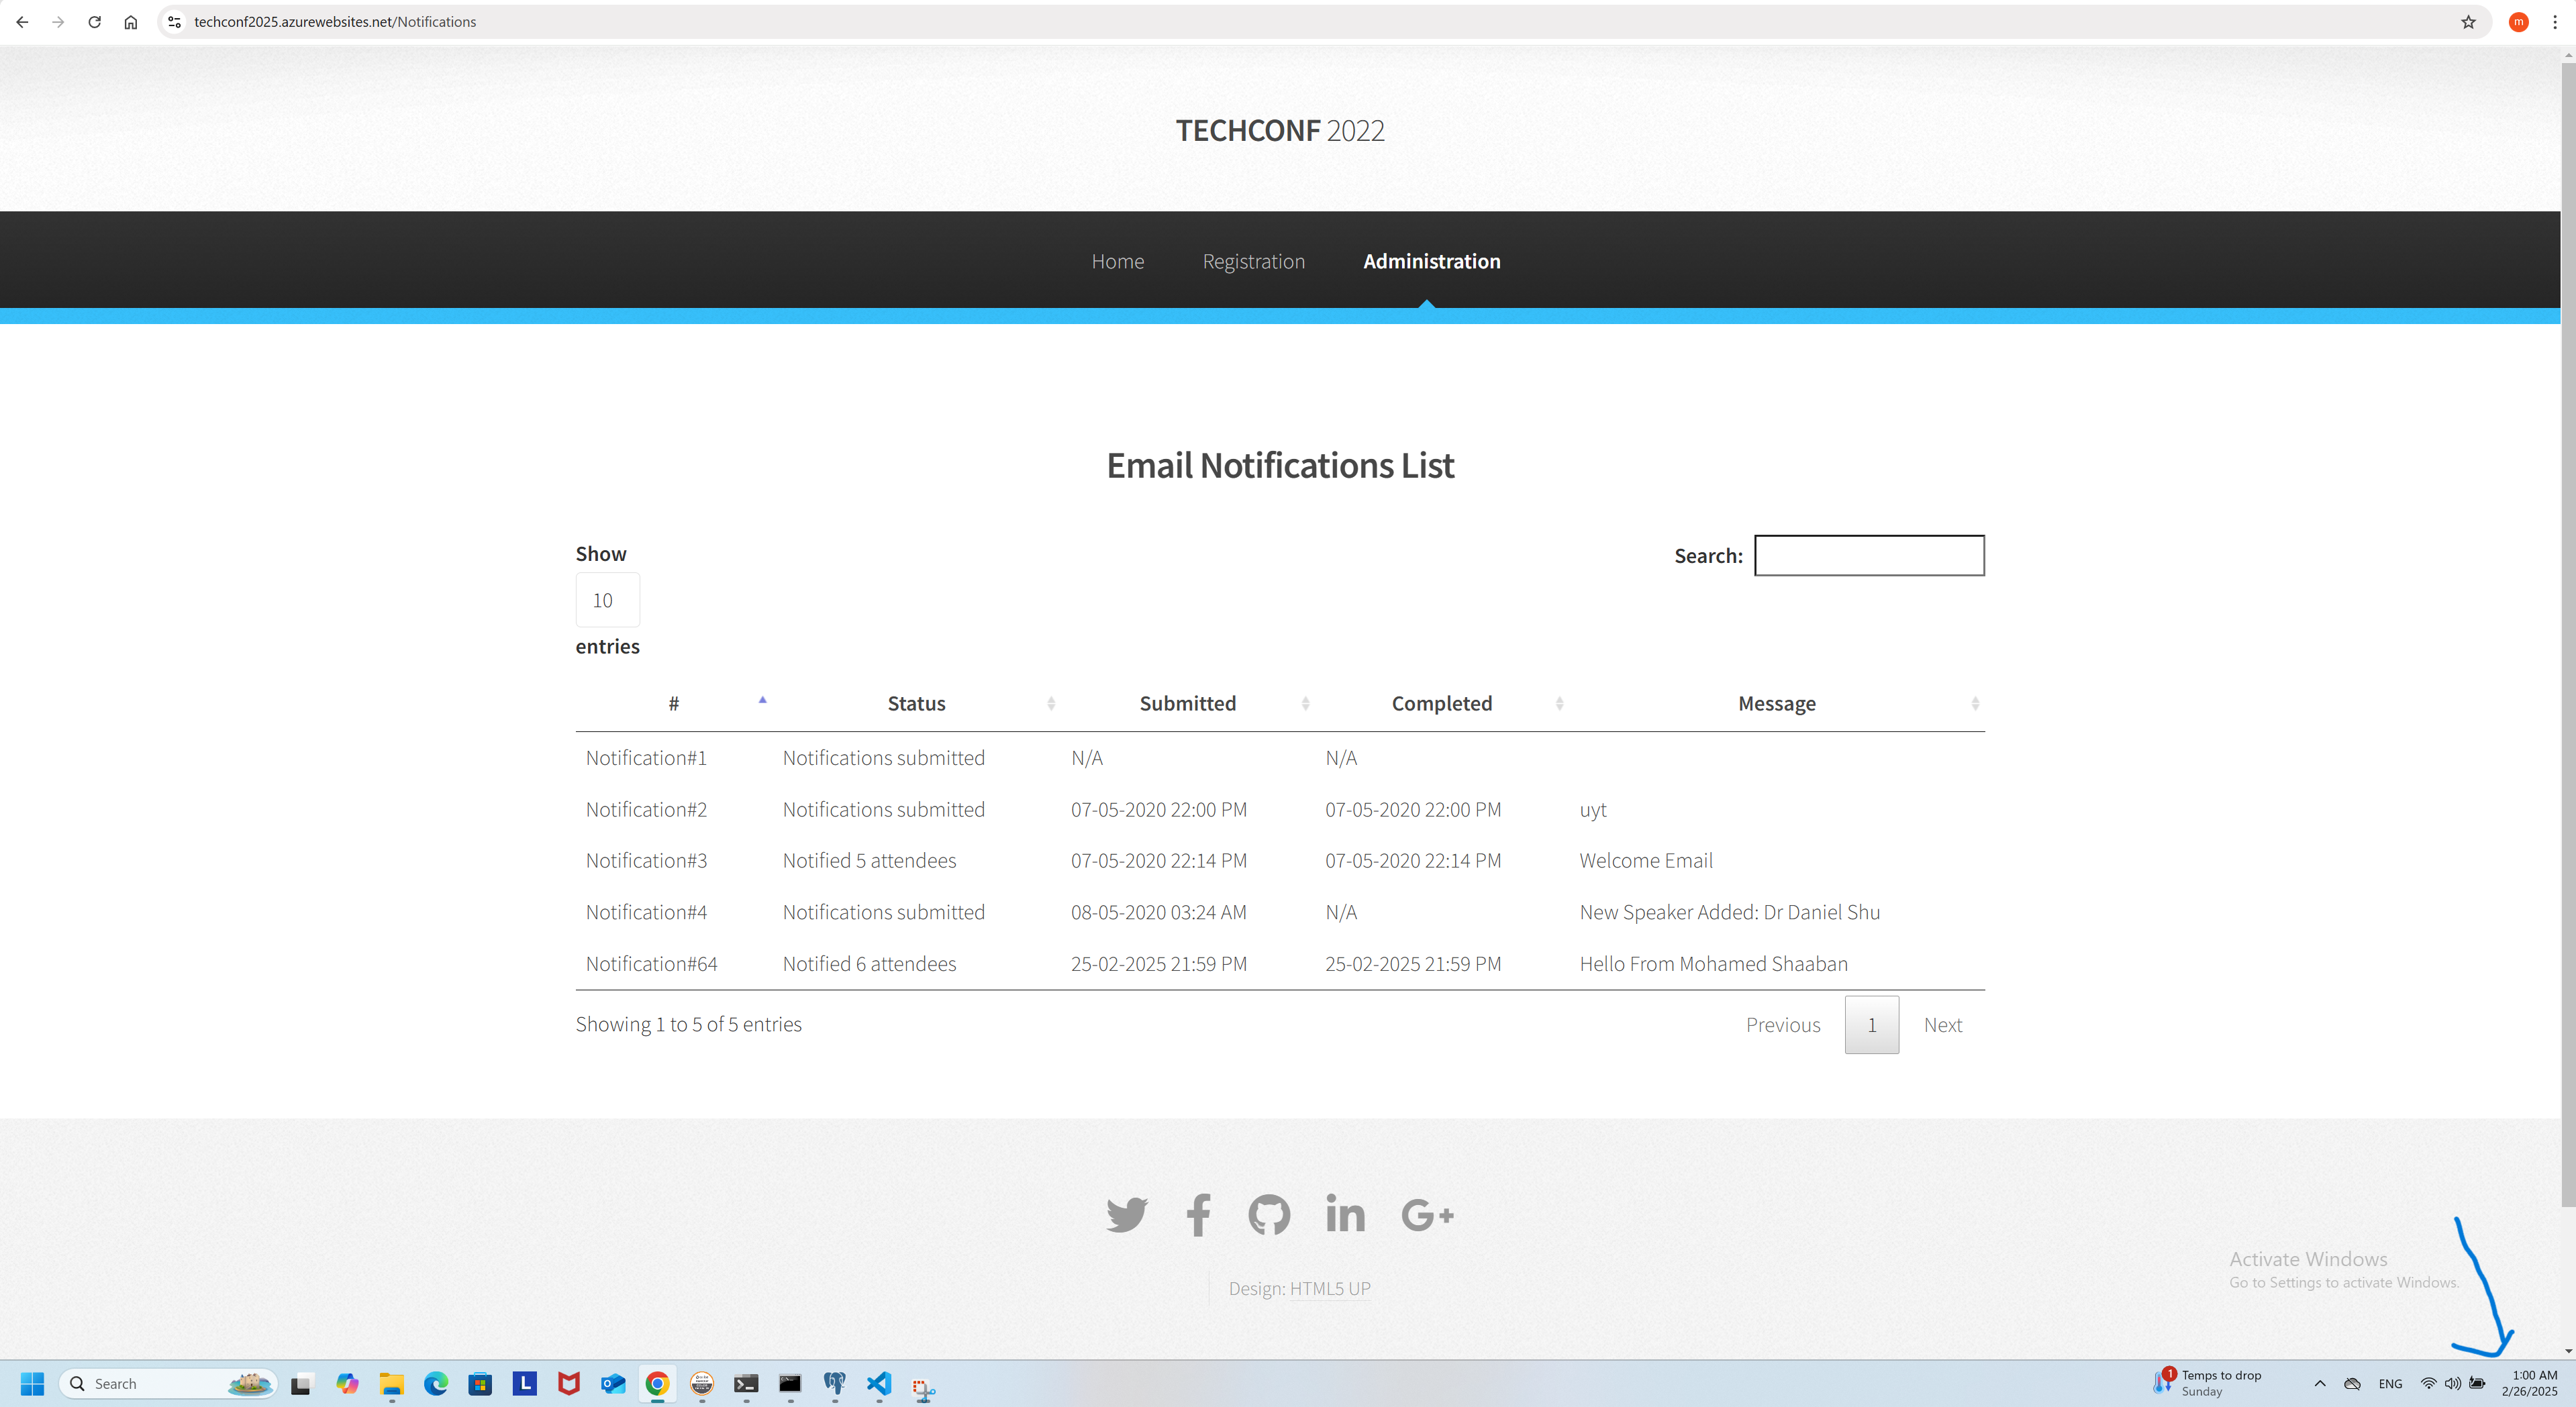 techconf2025.azurewebsites.net/Notifications
m
TECHCONF 2022
Home Registration Administration
Email Notifications List
Show
10
entries
Search:
# Status Submitted Completed Message
Notification#1 Notifications submitted N/A N/A
Notification#2 Notifications submitted 07-05-2020 22:00 PM 07-05-2020 22:00 PM uyt
Notification#3 Notified 5 attendees 07-05-2020 22:14 PM 07-05-2020 22:14 PM Welcome Email
Notification#4 Notifications submitted 08-05-2020 03:24 AM N/A New Speaker Added: Dr Daniel Shu
Notification#64 Notified 6 attendees 25-02-2025 21:59 PM 25-02-2025 21:59 PM Hello From Mohamed Shaaban
Showing 1 to 5 of 5 entries
Previous 1 Next
G+
Design: HTML5 UP
Activate Windows
Go to Settings to activate Windows.
Search
L
1
Temps to drop
Sunday
ENG
1:00 AM
2/26/2025